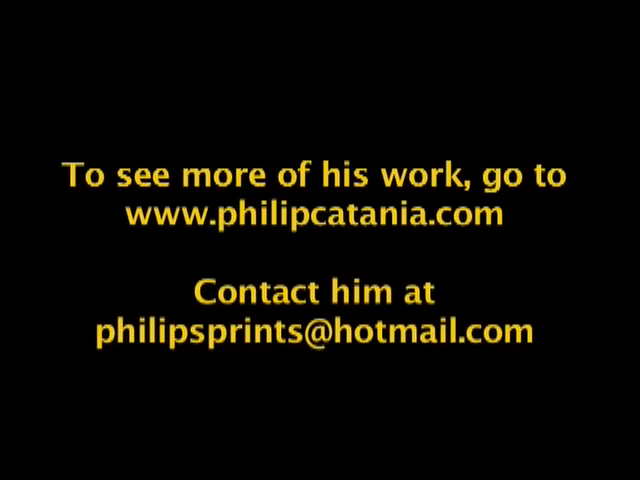 To see more of his work, go to
www.philipcatania.com
Contact him at
philipsprints@hotmail.com